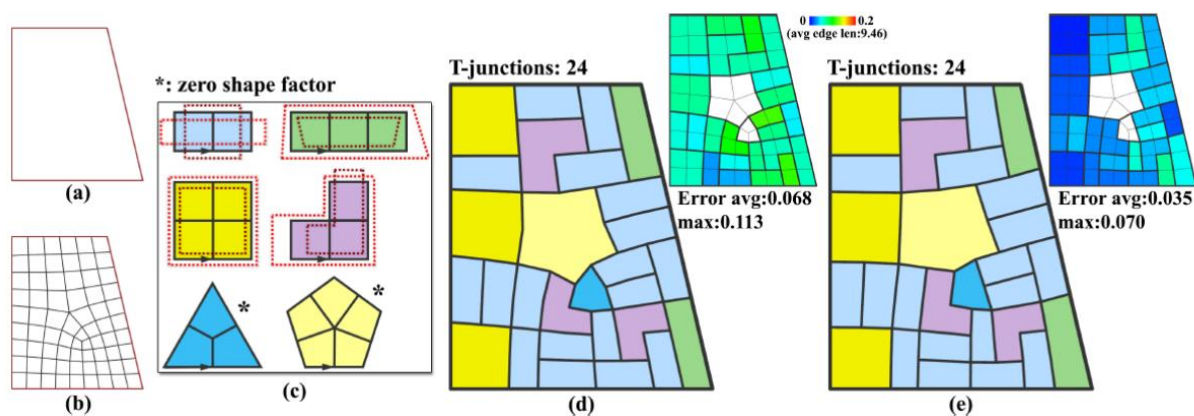 (a)
(b)
*: zero shape factor
*
*
(c)
T-junctions: 24
0 0.2
(avg edge len:9.46)
Error avg:0.068
max:0.113
(d)
T-junctions: 24
Error avg:0.035
max:0.070
(e)